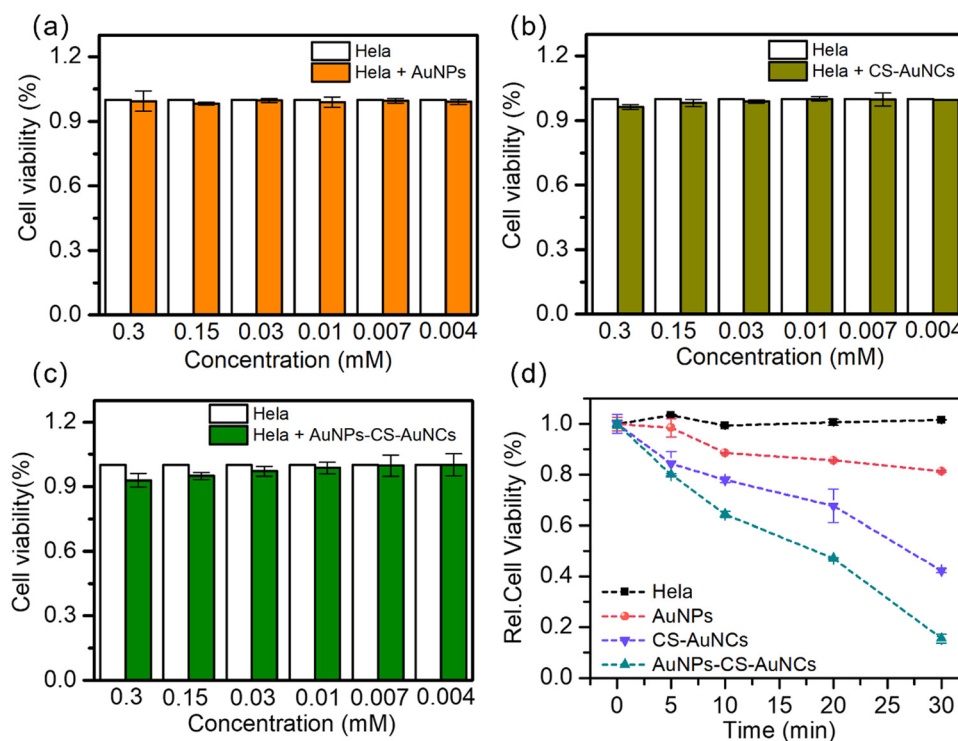 (a)
Cell viability (%)
1.2
0.9
0.6
0.3
0.0
Hela
Hela + AuNPs
0.3 0.15 0.03 0.01 0.007 0.004
Concentration (mM)
(b)
Cell viability (%)
1.2
0.9
0.6
0.3
0.0
Hela
Hela + CS-AuNCs
0.3 0.15 0.03 0.01 0.007 0.004
Concentration (mM)
(c)
Cell viability(%)
1.2
0.9
0.6
0.3
0.0
Hela
Hela + AuNPs-CS-AuNCs
0.3 0.15 0.03 0.01 0.007 0.004
Concentration (mM)
(d)
Rel.Cell Viability (%)
1.0
0.8
0.6
0.4
0.2
0.0
Hela
AuNPs
CS-AuNCs
AuNPs-CS-AuNCs
0 5 10 15 20 25 30
Time (min)